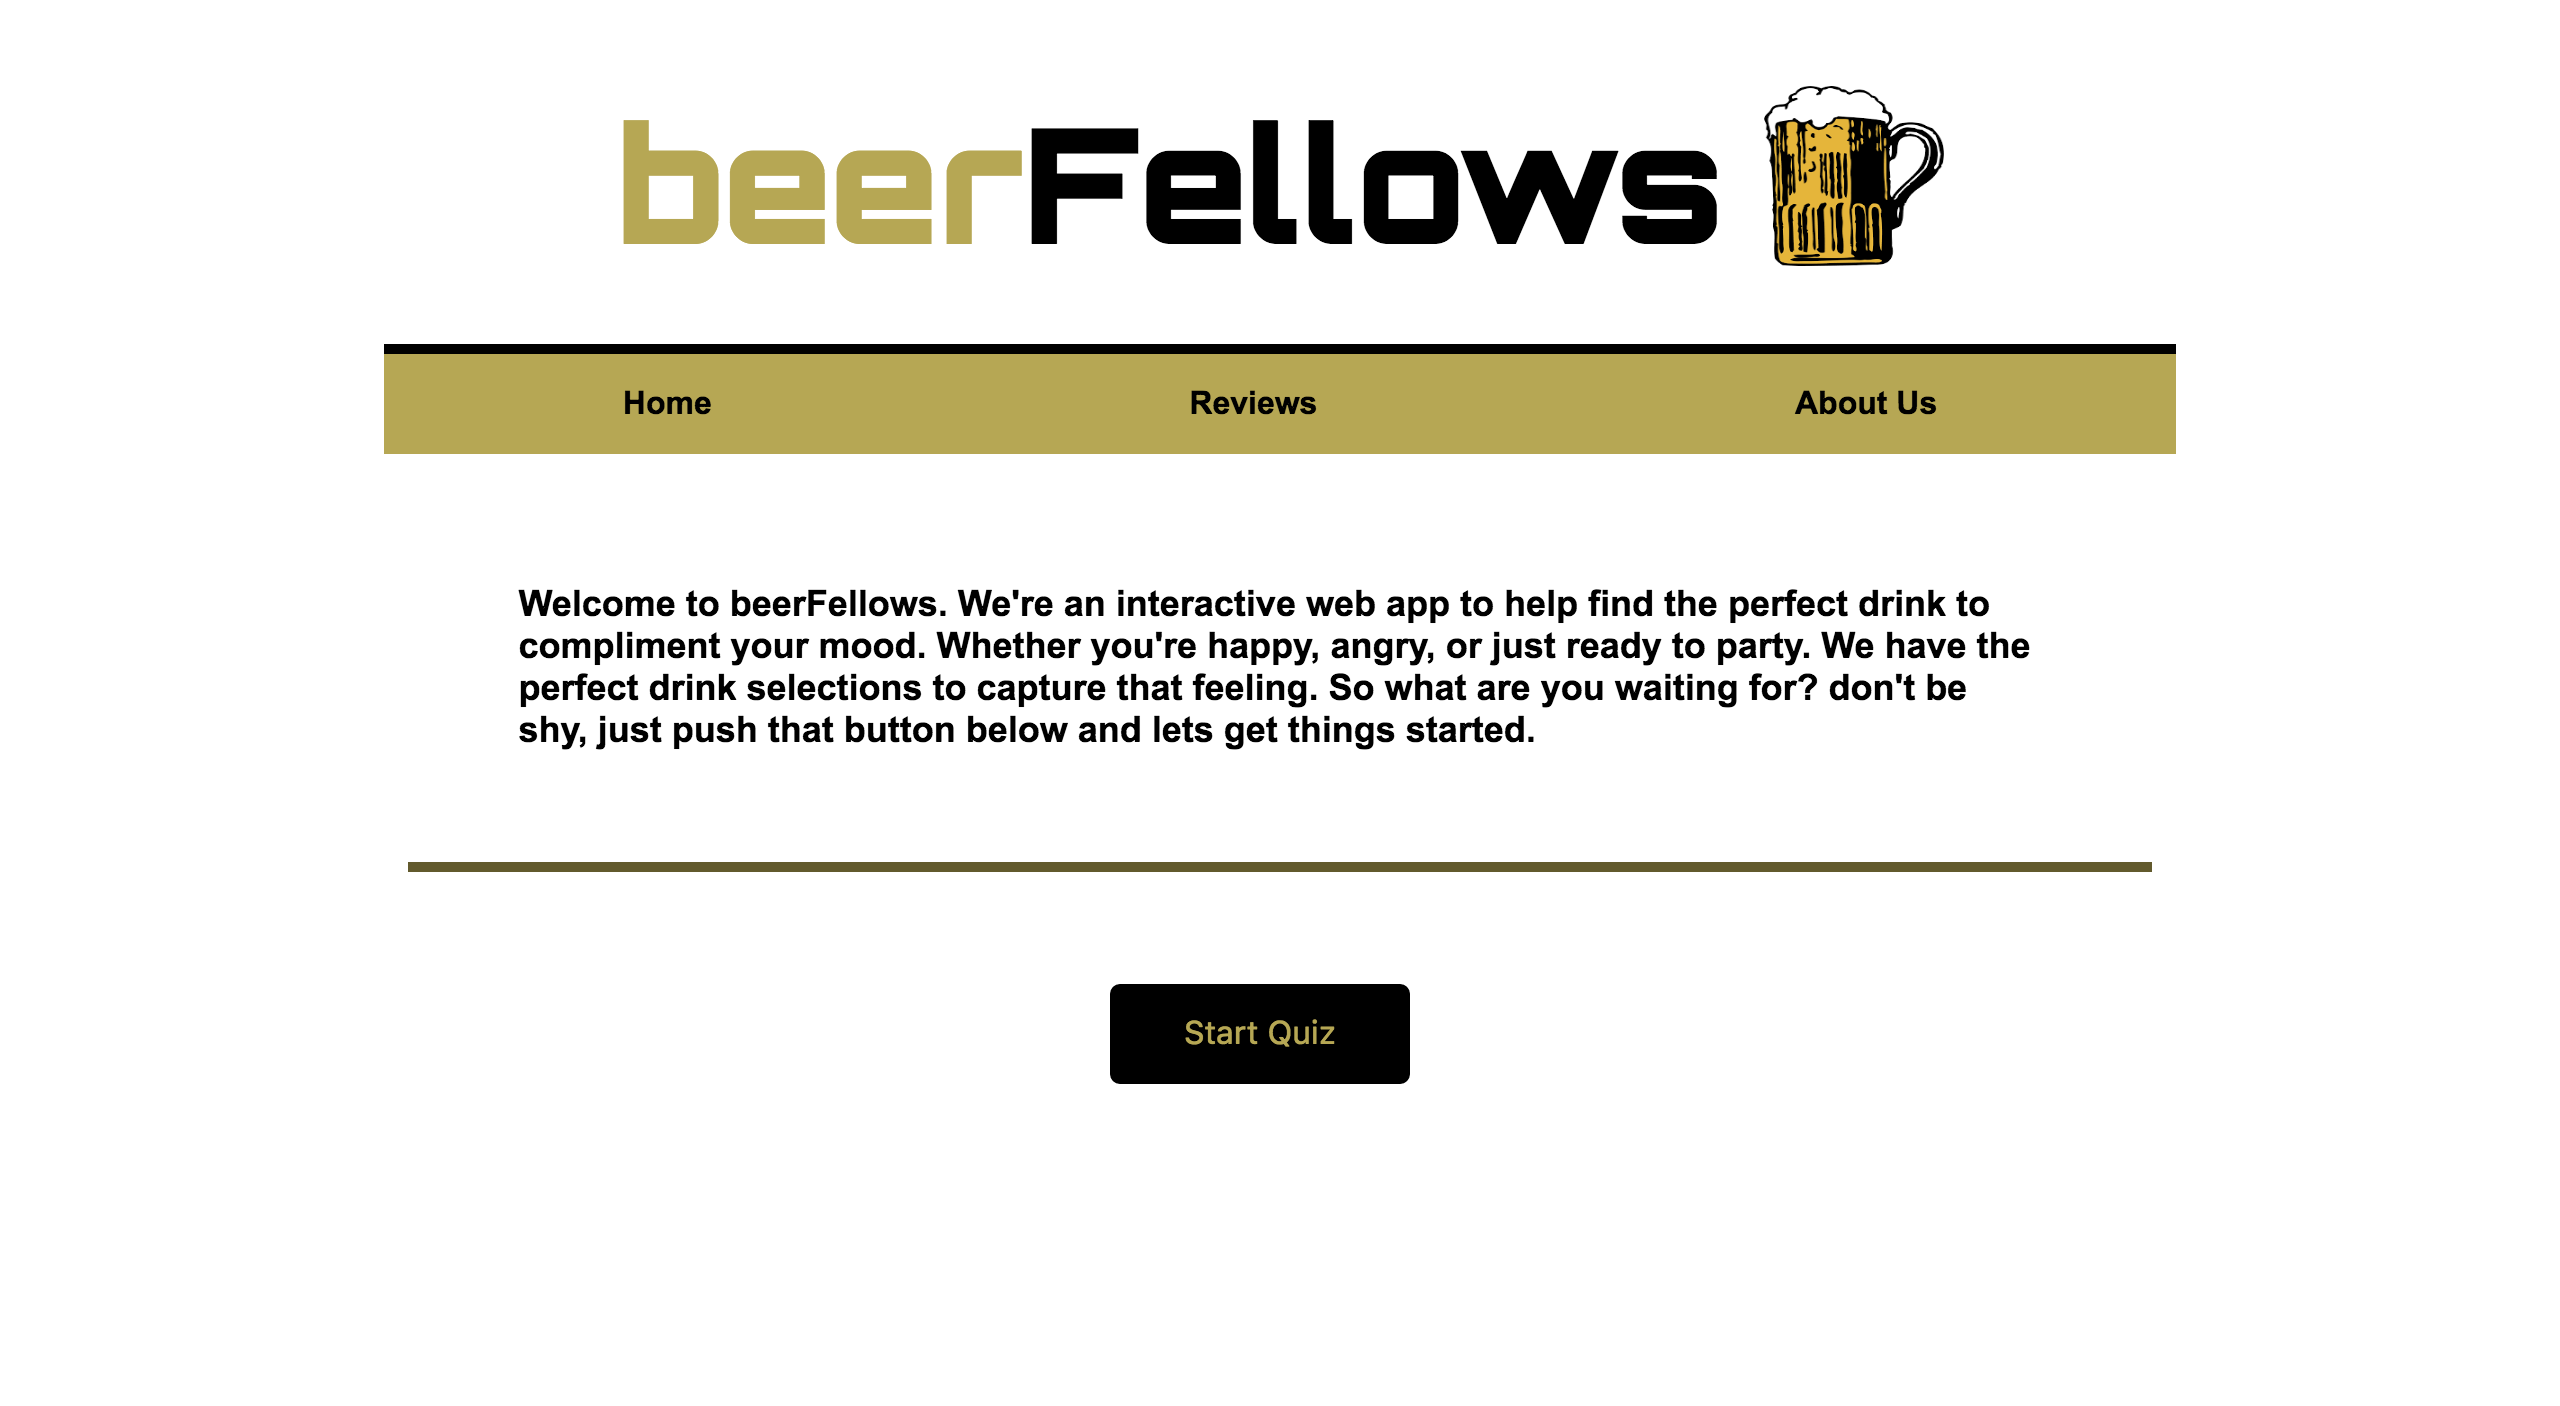 beerFellows
Home Reviews About Us
Welcome to beerFellows. We're an interactive web app to help find the perfect drink to
compliment your mood. Whether you're happy, angry, or just ready to party. We have the
perfect drink selections to capture that feeling. So what are you waiting for? don't be
shy, just push that button below and lets get things started.
Start Quiz